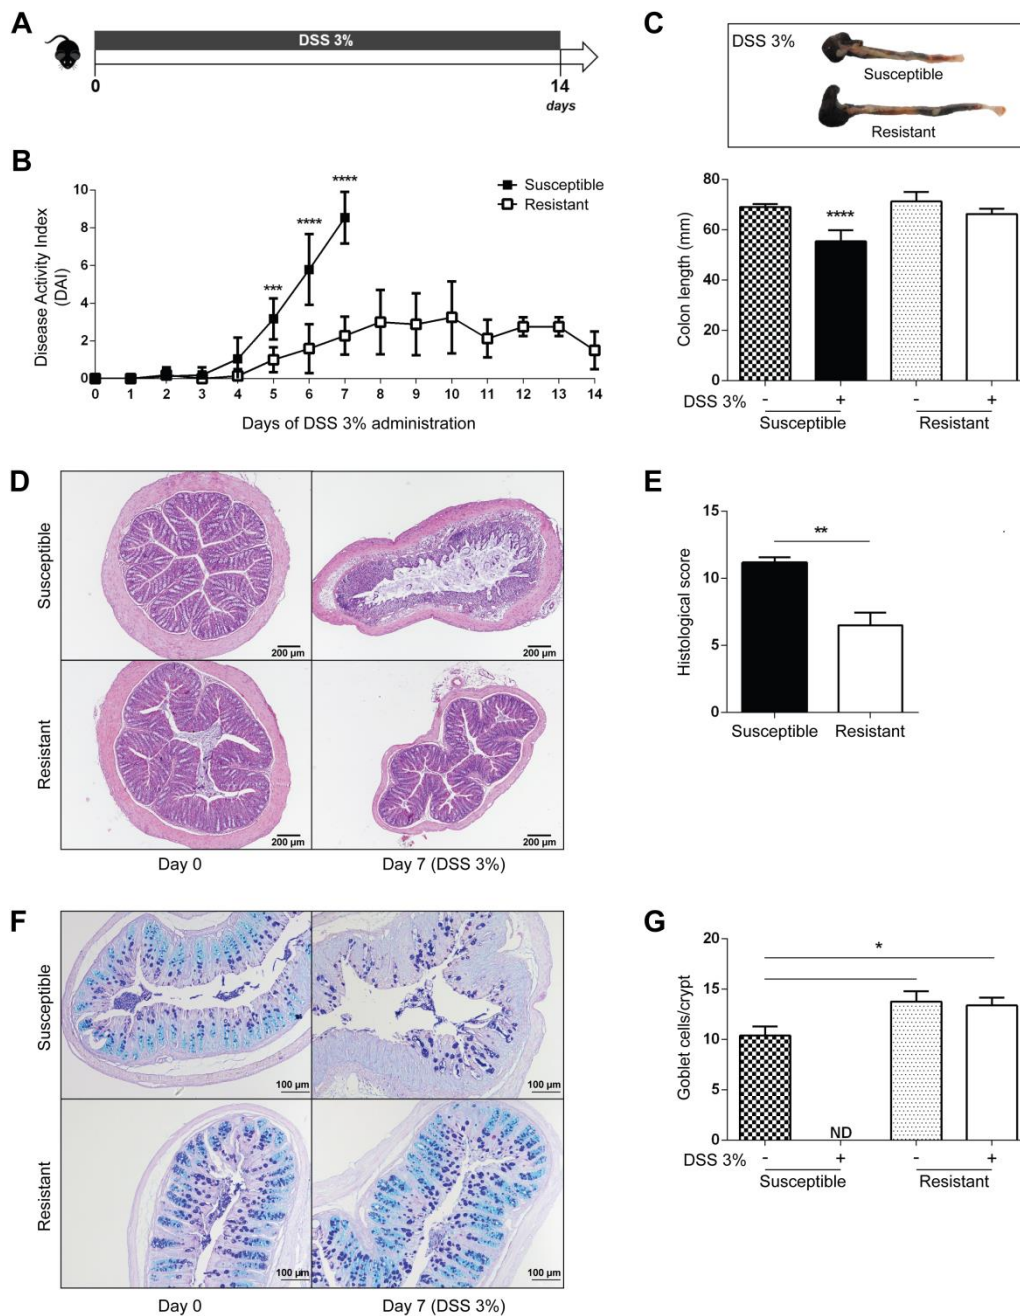 A
DSS 3%
0
14
days
B
Disease Activity Index
(DAI)
10
8
6
4
2
0
***
****
****
Susceptible
Resistant
0 1 2 3 4 5 6 7 8 9 10 11 12 13 14
Days of DSS 3% administration
C
DSS 3%
Susceptible
Resistant
Colon length (mm)
80
60
40
20
0
****
DSS 3% - + - +
Susceptible Resistant
D
Susceptible
200 µm
200 µm
Resistant
200 µm
200 µm
Day 0 Day 7 (DSS 3%)
E
Histological score
15
10
5
0
**
Susceptible Resistant
F
Susceptible
100 µm
100 µm
Resistant
100 µm
100 µm
Day 0 Day 7 (DSS 3%)
G
Goblet cells/crypt
20
15
10
5
0
*
ND
DSS 3% - + - +
Susceptible Resistant